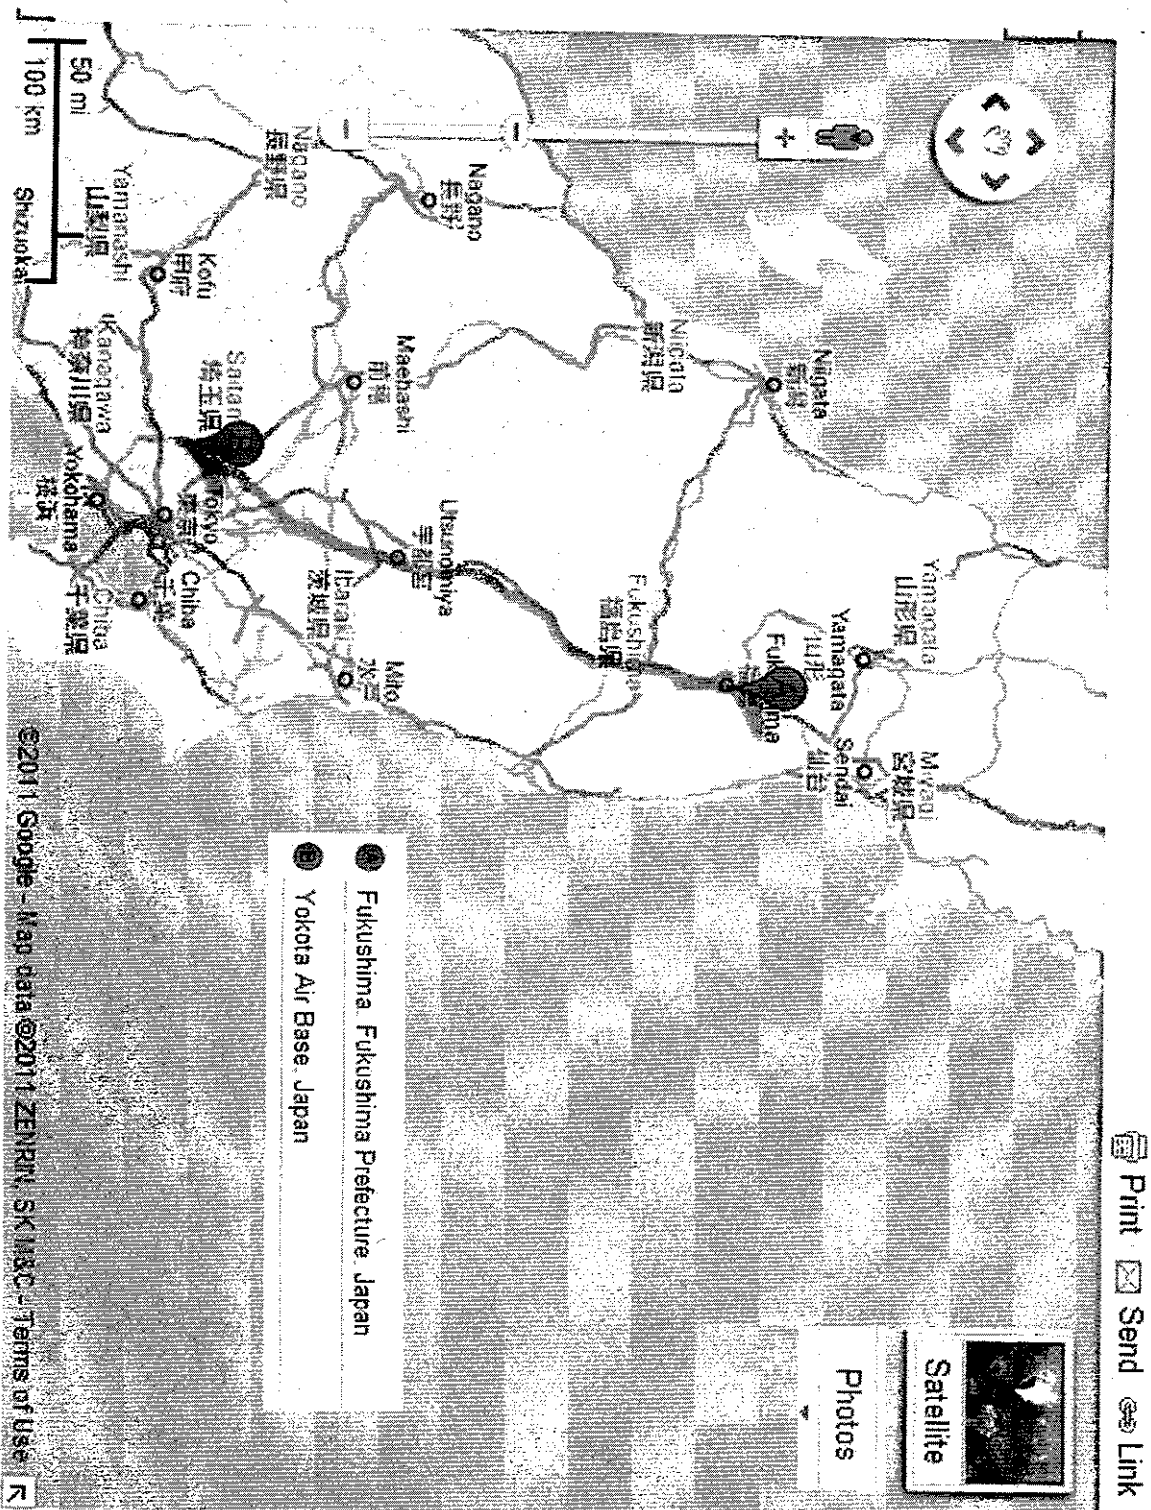 Print Send Link
Satellite
Photos
+
-
Yamagata
山形県
Miyagi
宮城県
Yamagata
山形
Sendai
仙台
Niigata
新潟
Niigata
新潟県
Fukushima
福島県
Utsunomiya
宇都宮
Nagano
長野
Nagano
長野県
Maebashi
前橋
Mito
水戸
Ibaraki
茨城県
Kofu
甲府
Yamanashi
山梨県
埼玉県
Tokyo
東京
Chiba
千葉
Chiba
千葉県
Kanagawa
神奈川県
Yokohama
横浜
Shizuoka
50 mi
100 km
A Fukushima, Fukushima Prefecture, Japan
B Yokota Air Base, Japan
©2011 Google - Map data ©2011 ZENRIN, SK M&C - Terms of Use